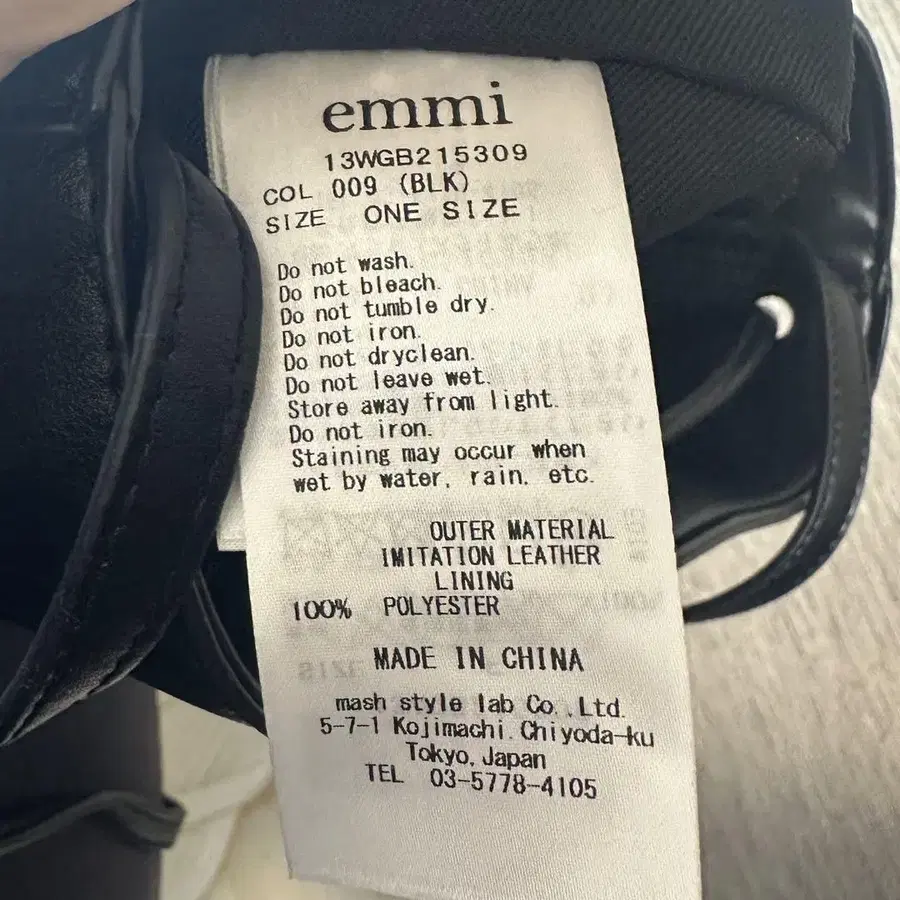 emmi
13WGB215309
COL 009 (BLK)
SIZE ONE SIZE
Do not wash.
Do not bleach.
Do not tumble dry.
Do not iron.
Do not dryclean.
Do not leave wet.
Store away from light.
Do not iron.
Staining may occur when
wet by water, rain, etc.
OUTER MATERIAL
IMITATION LEATHER
LINING
100% POLYESTER
MADE IN CHINA
mash style lab Co.,Ltd.
5-7-1 Kojimachi.Chiyoda-ku
Tokyo, Japan
TEL 03-5778-4105